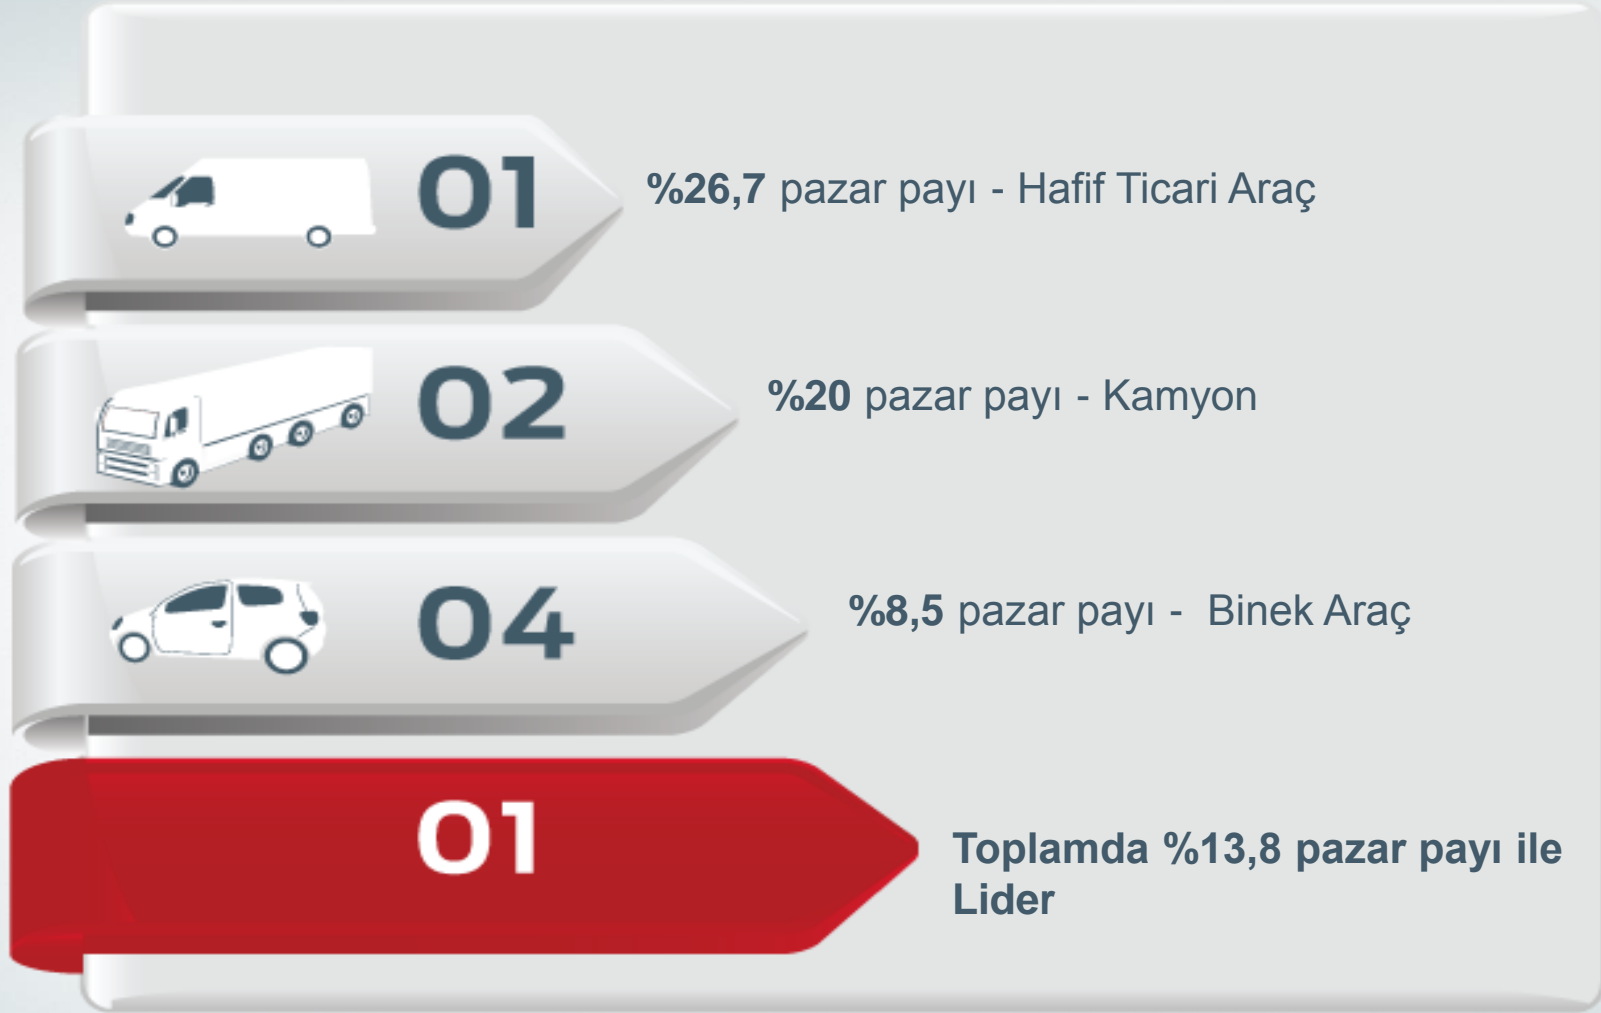 01
%26,7 pazar payı - Hafif Ticari Araç
02
%20 pazar payı - Kamyon
04
%8,5 pazar payı - Binek Araç
01
Toplamda %13,8 pazar payı ile
Lider